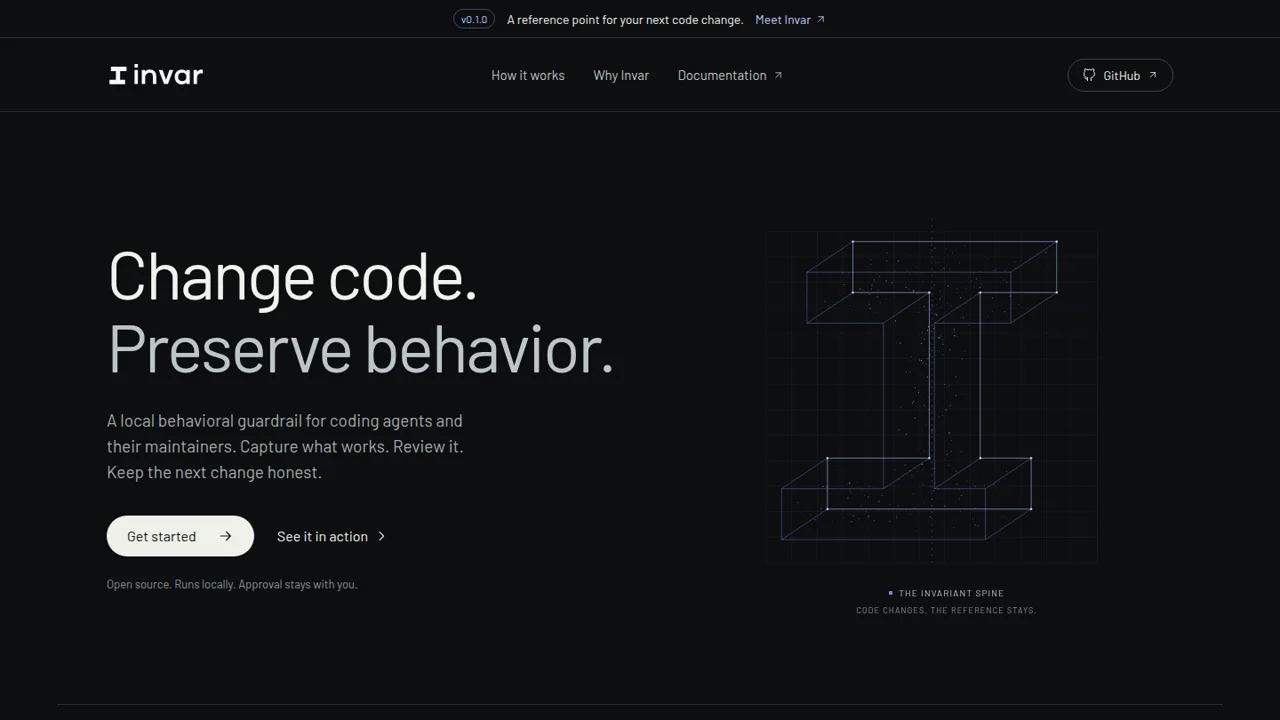 v0.1.0 A reference point for your next code change. Meet Invar
invar
How it works Why Invar Documentation
GitHub
Change code.
Preserve behavior.
A local behavioral guardrail for coding agents and
their maintainers. Capture what works. Review it.
Keep the next change honest.
Get started See it in action
Open source. Runs locally. Approval stays with you.
THE INVARIANT SPINE
CODE CHANGES. THE REFERENCE STAYS.